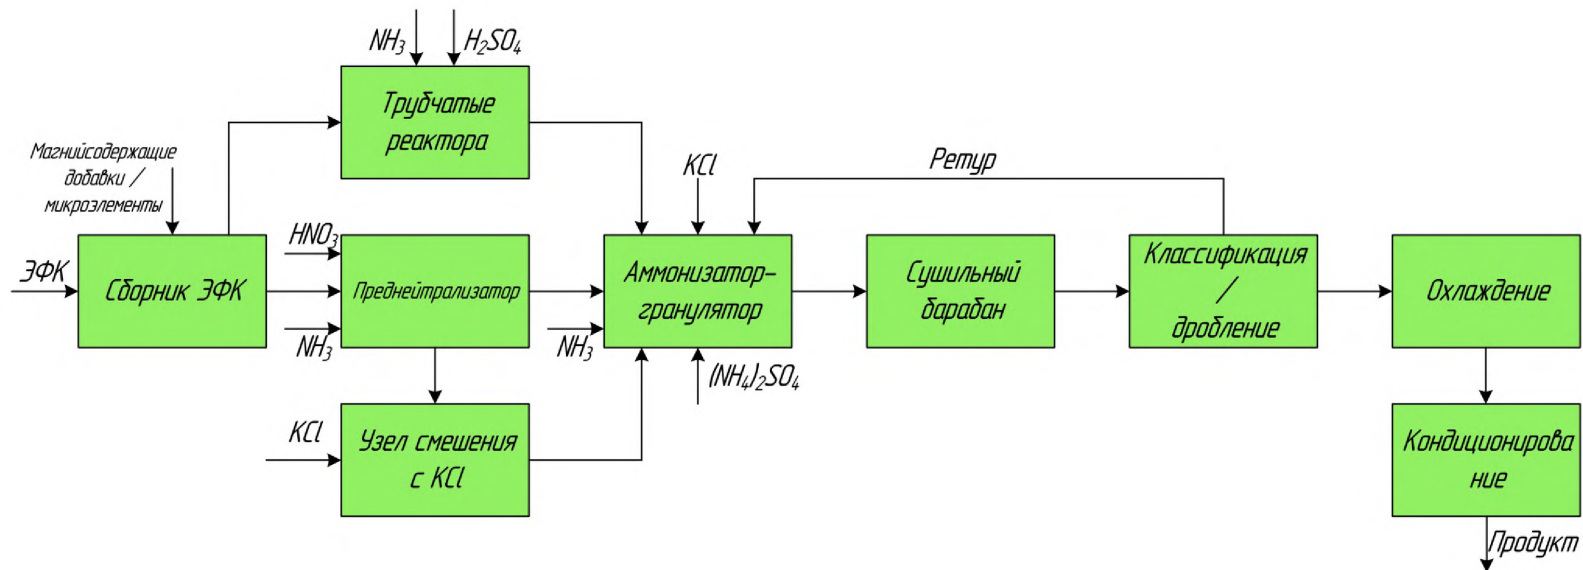 NH₃
H₂SO₄
Трубчатые
реактора
Магнийсодержащие
добавки /
микроэлементы
KCl
Ретур
ЭФК
Сборник ЭФК
HNO₃
Преднейтрализатор
NH₃
NH₃
Аммонизатор-
гранулятор
Сушильный
барабан
Классификация
/
дробление
Охлаждение
(NH₄)₂SO₄
KCl
Узел смешения
с KCl
Кондиционирова
ние
Продукт